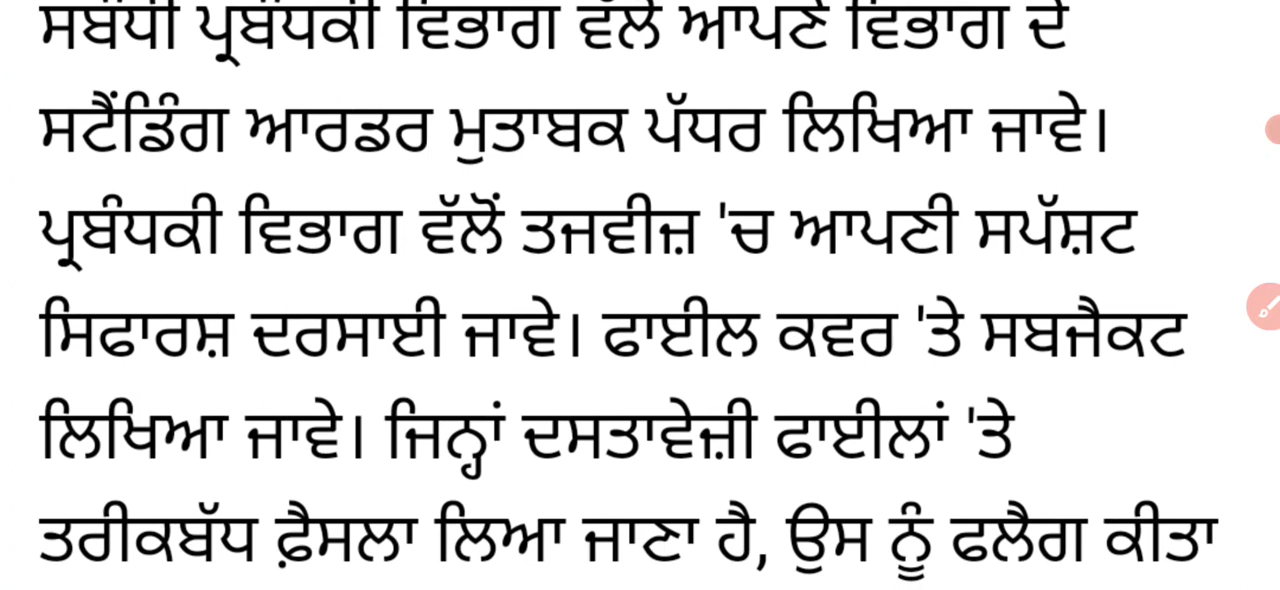 ਸਬੰਧੀ ਪ੍ਰਬੰਧਕੀ ਵਿਭਾਗ ਵੱਲੋਂ ਆਪਣੇ ਵਿਭਾਗ ਦੇ
ਸਟੈਂਡਿੰਗ ਆਰਡਰ ਮੁਤਾਬਕ ਪੱਧਰ ਲਿਖਿਆ ਜਾਵੇ।
ਪ੍ਰਬੰਧਕੀ ਵਿਭਾਗ ਵੱਲੋਂ ਤਜਵੀਜ਼ 'ਚ ਆਪਣੀ ਸਪੱਸ਼ਟ
ਸਿਫਾਰਸ਼ ਦਰਸਾਈ ਜਾਵੇ। ਫਾਈਲ ਕਵਰ 'ਤੇ ਸਬਜੈਕਟ
ਲਿਖਿਆ ਜਾਵੇ। ਜਿਨ੍ਹਾਂ ਦਸਤਾਵੇਜ਼ੀ ਫਾਈਲਾਂ 'ਤੇ
ਤਰੀਕਬੱਧ ਫ਼ੈਸਲਾ ਲਿਆ ਜਾਣਾ ਹੈ, ਉਸ ਨੂੰ ਫਲੈਗ ਕੀਤਾ